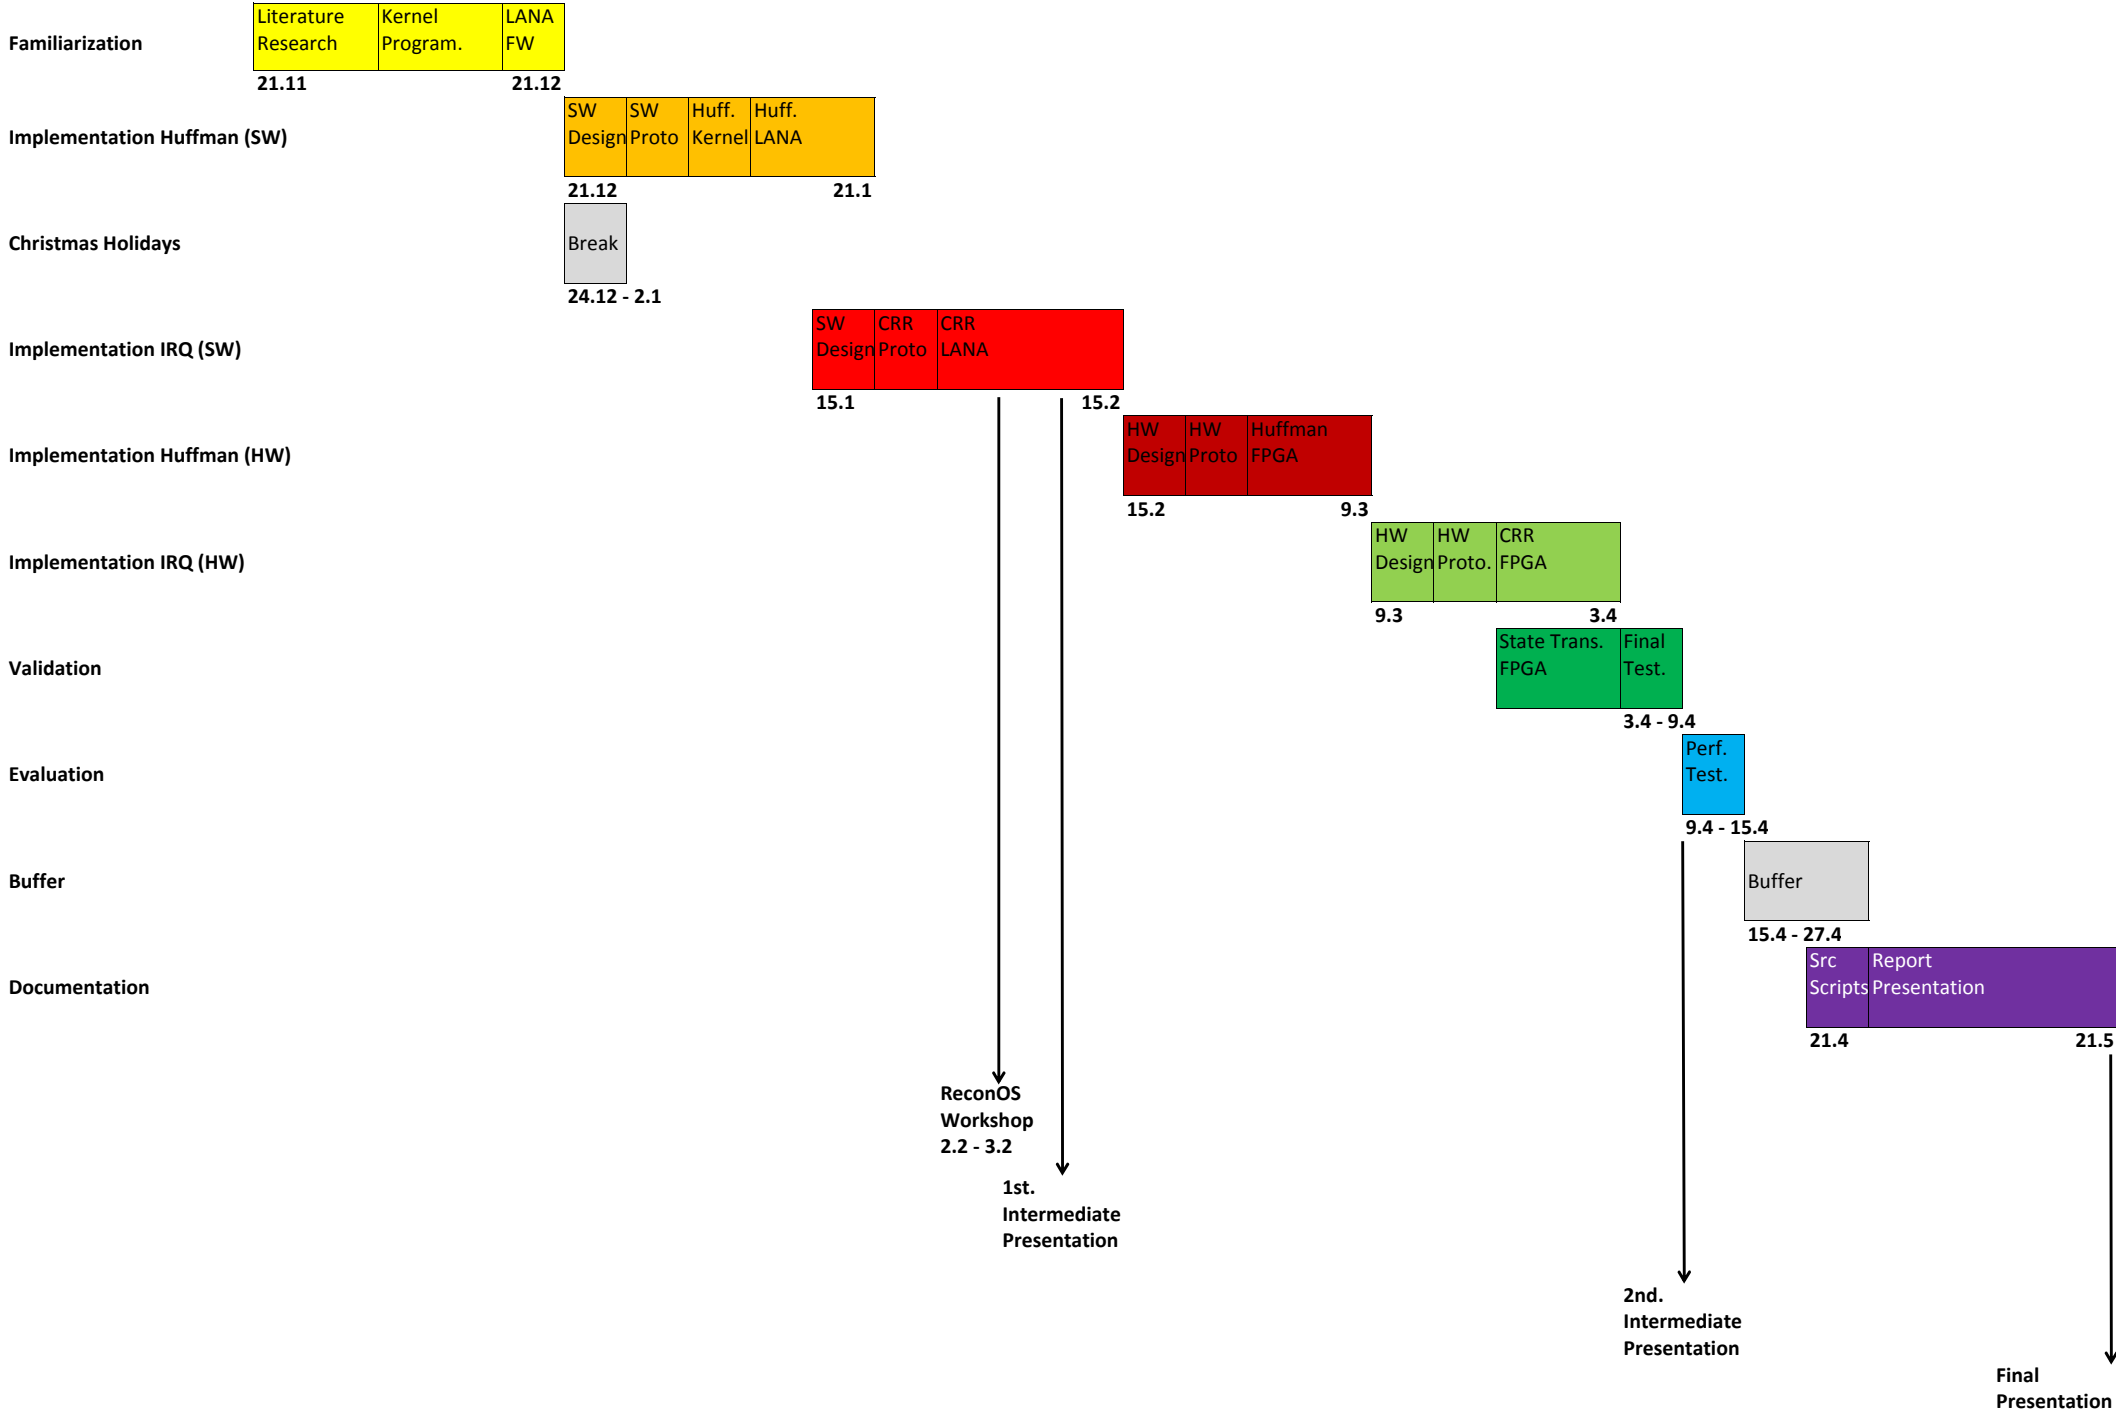 Familiarization
Literature
Research
Kernel
Program.
LANA
FW
21.11
21.12
Implementation Huffman (SW)
SW
Design
SW
Proto
Huff.
Kernel
Huff.
LANA
21.12
21.1
Christmas Holidays
Break
24.12 - 2.1
Implementation IRQ (SW)
SW
Design
CRR
Proto
CRR
LANA
15.1
15.2
Implementation Huffman (HW)
HW
Design
HW
Proto
Huffman
FPGA
15.2
9.3
Implementation IRQ (HW)
HW
Design
HW
Proto.
CRR
FPGA
9.3
3.4
Validation
State Trans.
FPGA
Final
Test.
3.4 - 9.4
Evaluation
Perf.
Test.
9.4 - 15.4
Buffer
Buffer
15.4 - 27.4
Documentation
Src
Scripts
Report
Presentation
21.4
21.5
ReconOS
Workshop
2.2 - 3.2
1st.
Intermediate
Presentation
2nd.
Intermediate
Presentation
Final
Presentation